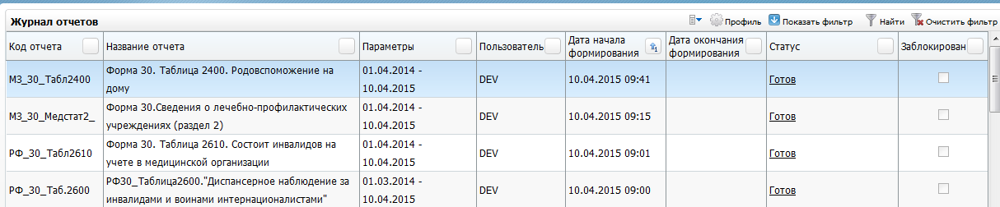 Журнал отчетов
Профиль Показать фильтр Найти Очистить фильтр
Код отчета Название отчета Параметры Пользователь Дата начала формирования 1 Дата окончания формирования Статус Заблокирован
МЗ_30_Табл2400
Форма 30. Таблица 2400. Родовспоможение на
дому
01.04.2014 -
10.04.2015
DEV
10.04.2015 09:41
Готов
МЗ_30_Медстат2_
Форма 30.Сведения о лечебно-профилактических
учреждениях (раздел 2)
01.04.2014 -
10.04.2015
DEV
10.04.2015 09:15
Готов
РФ_30_Табл2610
Форма 30. Таблица 2610. Состоит инвалидов на
учете в медицинской организации
01.04.2014 -
10.04.2015
DEV
10.04.2015 09:01
Готов
РФ_30_Таб.2600
РФ30_Таблица2600."Диспансерное наблюдение за
инвалидами и воинами интернационалистами"
01.03.2014 -
10.04.2015
DEV
10.04.2015 09:00
Готов